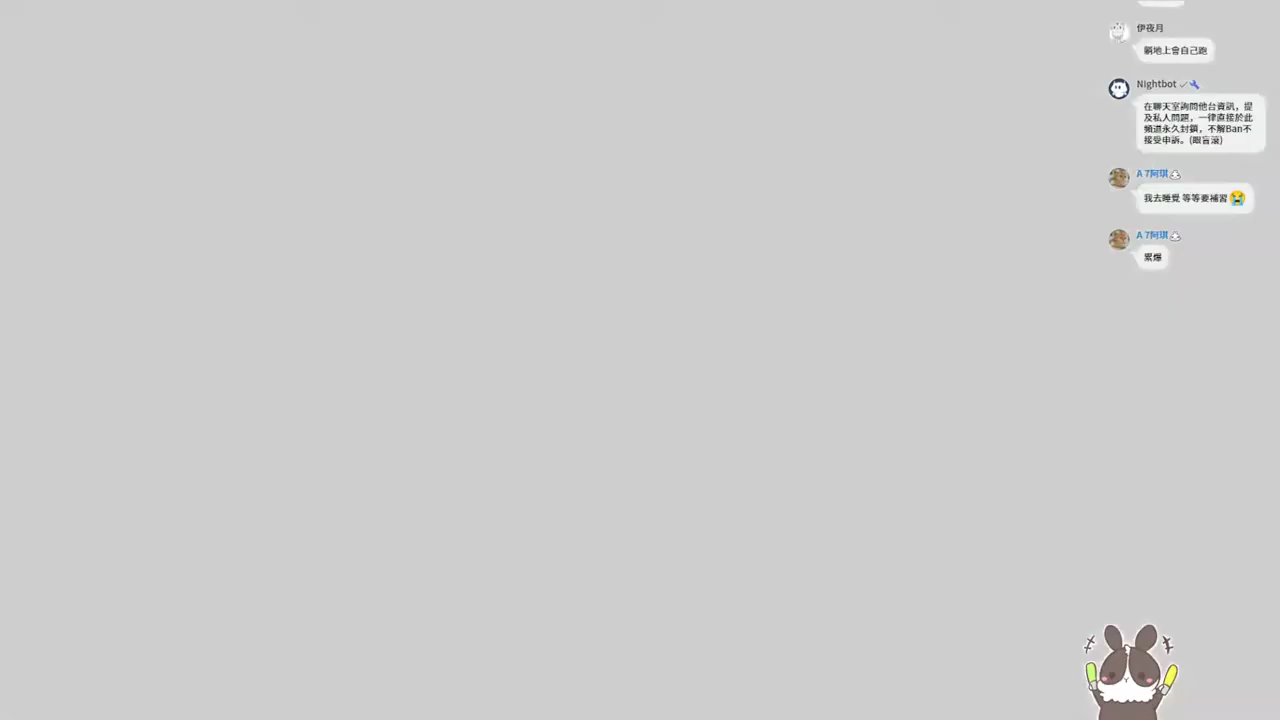 伊夜月
躺地上會自己跑
Nightbot
在聊天室詢問他台資訊，提
及私人問題，一律直接於此
頻道永久封鎖，不解Ban不
接受申訴。(眼盲滾)
A 7阿琪
我去睡覺 等等要補習😭
A 7阿琪
累爆